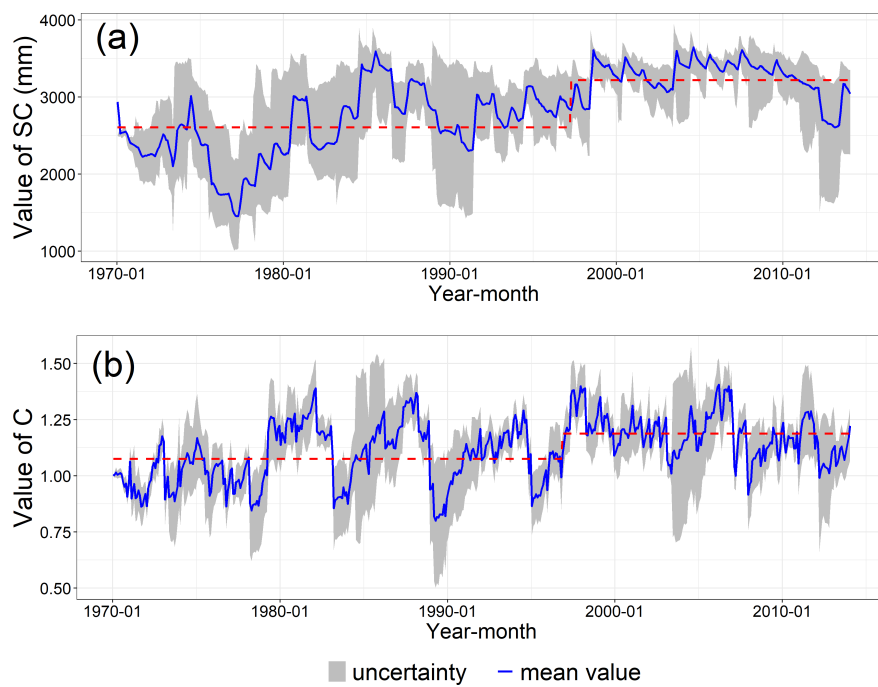 (a)
Value of SC (mm)
4000
3000
2000
1000
1970-01 1980-01 1990-01 2000-01 2010-01
Year-month
(b)
Value of C
1.50
1.25
1.00
0.75
0.50
1970-01 1980-01 1990-01 2000-01 2010-01
Year-month
uncertainty mean value